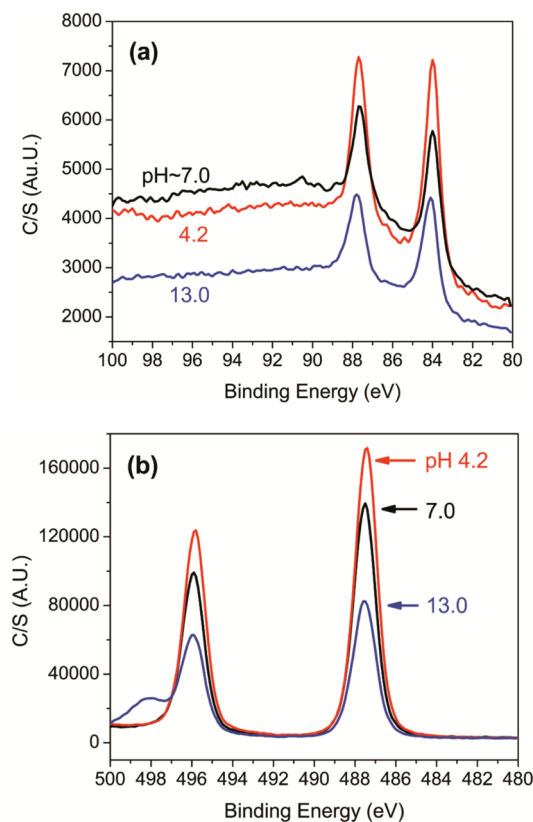 (a)
8000
7000
6000
5000
4000
3000
2000
C/S (Au.U.)
pH~7.0
4.2
13.0
100 98 96 94 92 90 88 86 84 82 80
Binding Energy (eV)
(b)
160000
120000
80000
40000
0
C/S (A.U.)
pH 4.2
7.0
13.0
500 498 496 494 492 490 488 486 484 482 480
Binding Energy (eV)